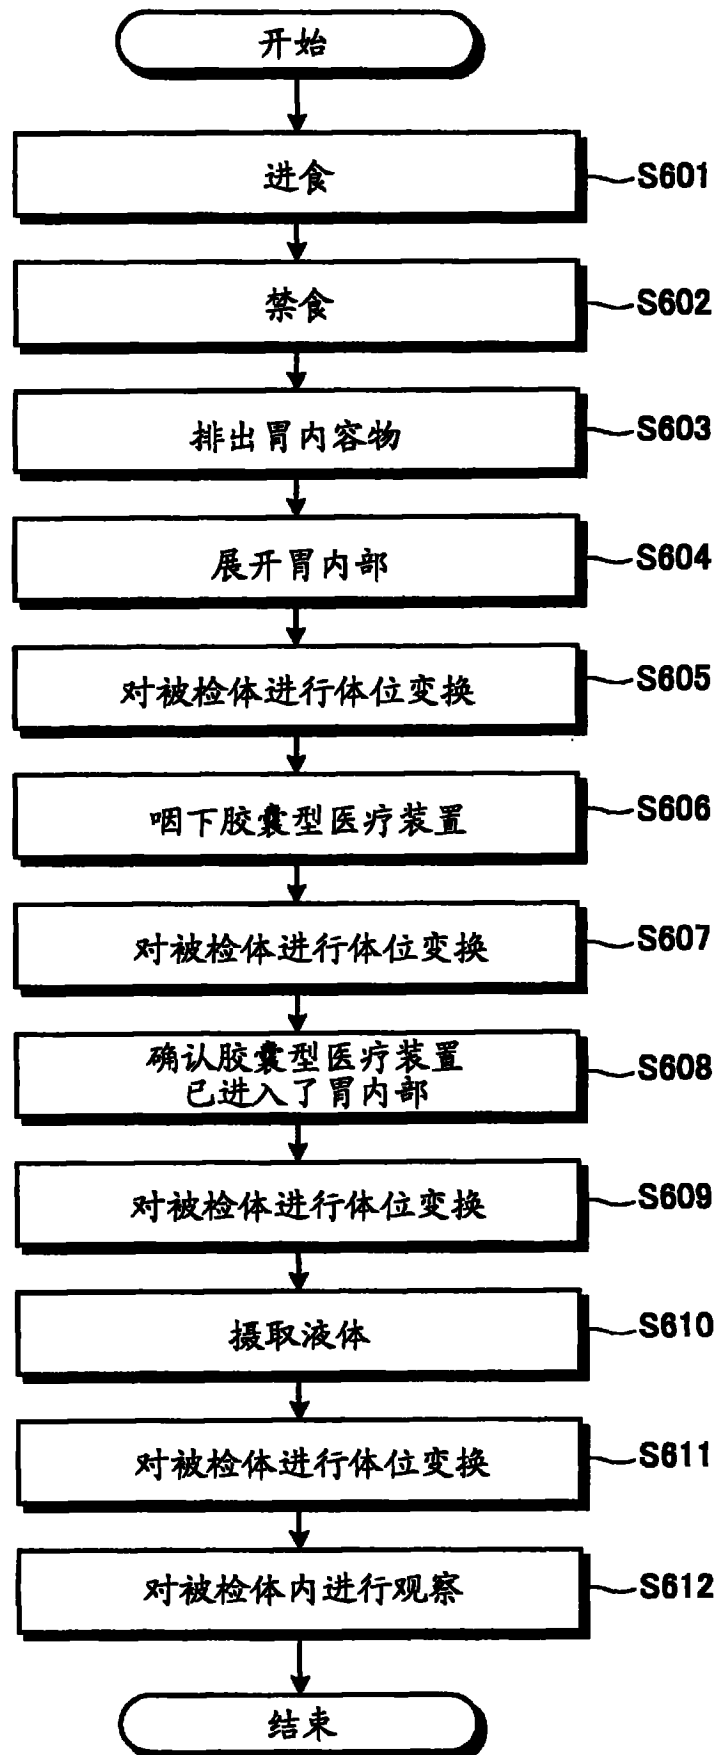 开始
进食
S601
禁食
S602
排出胃内容物
S603
展开胃内部
S604
对被检体进行体位变换
S605
咽下胶囊型医疗装置
S606
对被检体进行体位变换
S607
确认胶囊型医疗装置
已进入了胃内部
S608
对被检体进行体位变换
S609
摄取液体
S610
对被检体进行体位变换
S611
对被检体内进行观察
S612
结束